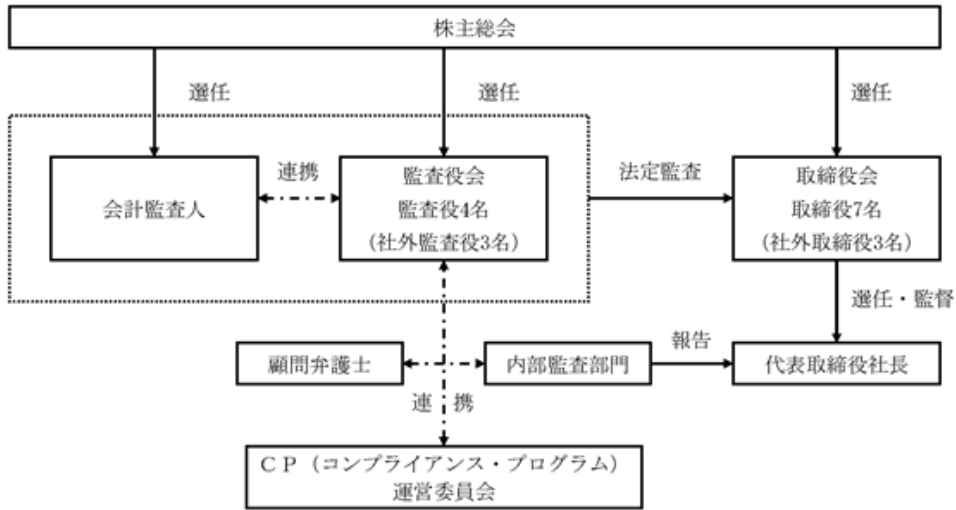 株主総会
選任
選任
選任
会計監査人
連携
監査役会
監査役4名
(社外監査役3名)
法定監査
取締役会
取締役7名
(社外取締役3名)
選任・監督
顧問弁護士
内部監査部門
報告
代表取締役社長
連 携
ＣＰ（コンプライアンス・プログラム）
運営委員会